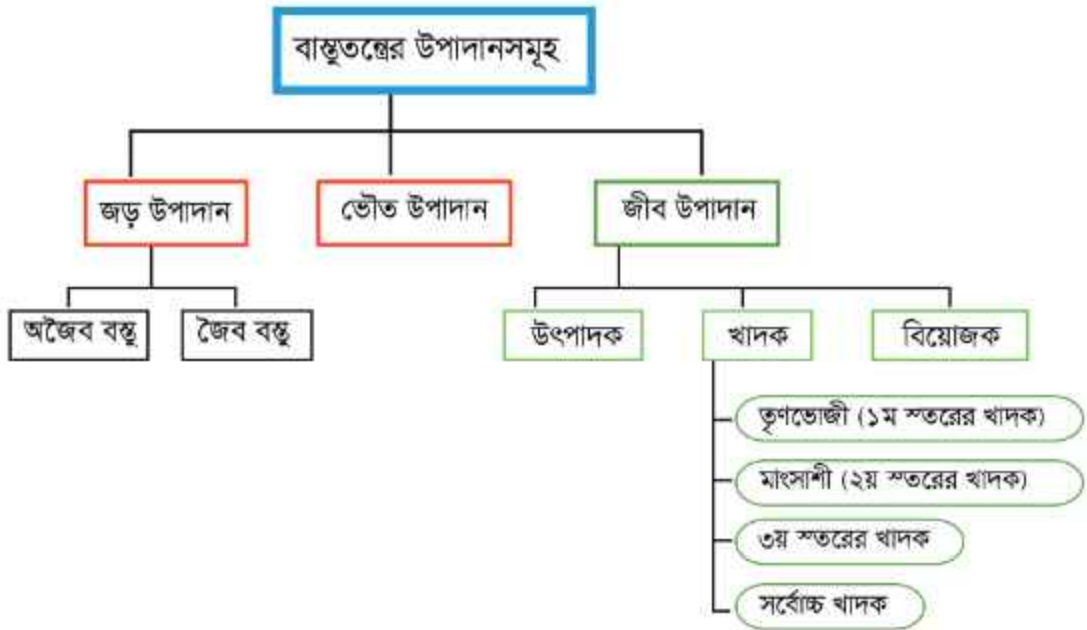 বাস্তুতন্ত্রের উপাদানসমূহ
জড় উপাদান
ভৌত উপাদান
জীব উপাদান
অজৈব বস্তু
জৈব বস্তু
উৎপাদক
খাদক
বিয়োজক
তৃণভোজী (১ম স্তরের খাদক)
মাংসাশী (২য় স্তরের খাদক)
৩য় স্তরের খাদক
সর্বোচ্চ খাদক